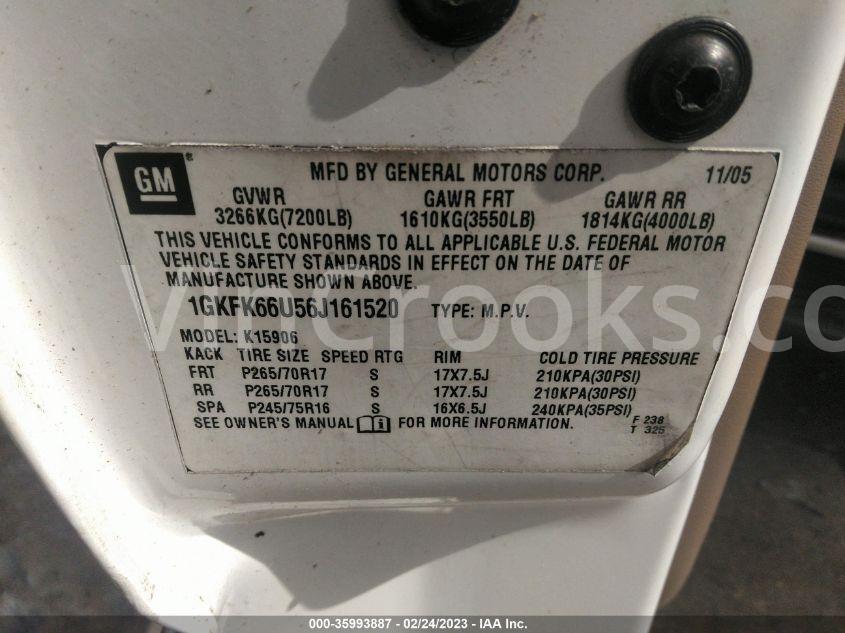 GM ® MFD BY GENERAL MOTORS CORP. 11/05
GVWR GAWR FRT GAWR RR
3266KG(7200LB) 1610KG(3550LB) 1814KG(4000LB)
THIS VEHICLE CONFORMS TO ALL APPLICABLE U.S. FEDERAL MOTOR
VEHICLE SAFETY STANDARDS IN EFFECT ON THE DATE OF
MANUFACTURE SHOWN ABOVE.
1GKFK66U56J161520 TYPE: M.P.V.
MODEL: K15906
KACK TIRE SIZE SPEED RTG RIM COLD TIRE PRESSURE
FRT P265/70R17 S 17X7.5J 210KPA(30PSI)
RR P265/70R17 S 17X7.5J 210KPA(30PSI)
SPA P245/75R16 S 16X6.5J 240KPA(35PSI)
SEE OWNER'S MANUAL i FOR MORE INFORMATION.
F 238
T 325
000-35993887 - 02/24/2023 - IAA Inc.